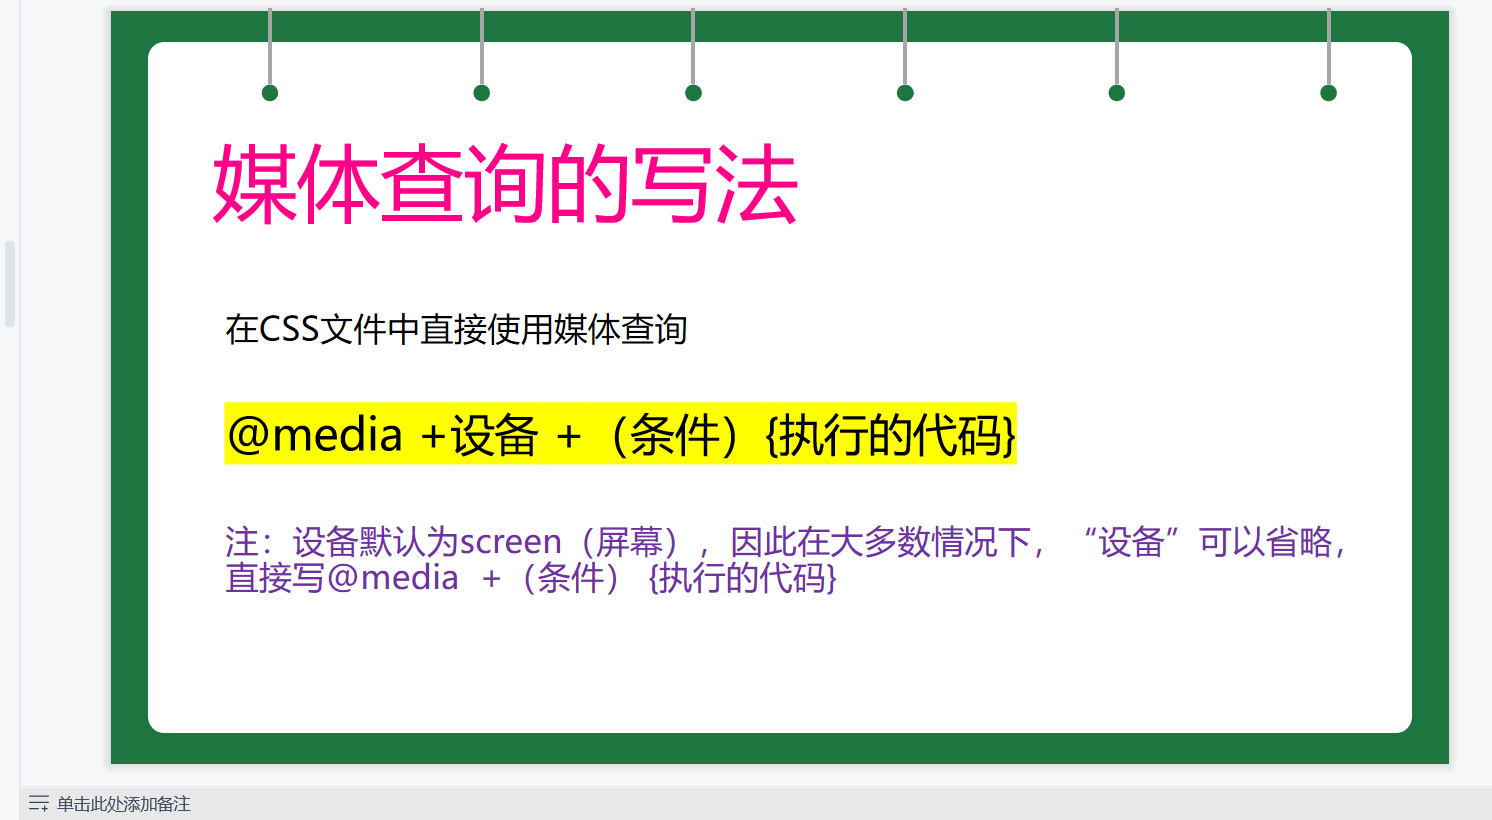 媒体查询的写法
在CSS文件中直接使用媒体查询
@media +设备 +（条件）{执行的代码}
注：设备默认为screen（屏幕），因此在大多数情况下，“设备”可以省略，
直接写@media  +（条件） {执行的代码}
单击此处添加备注